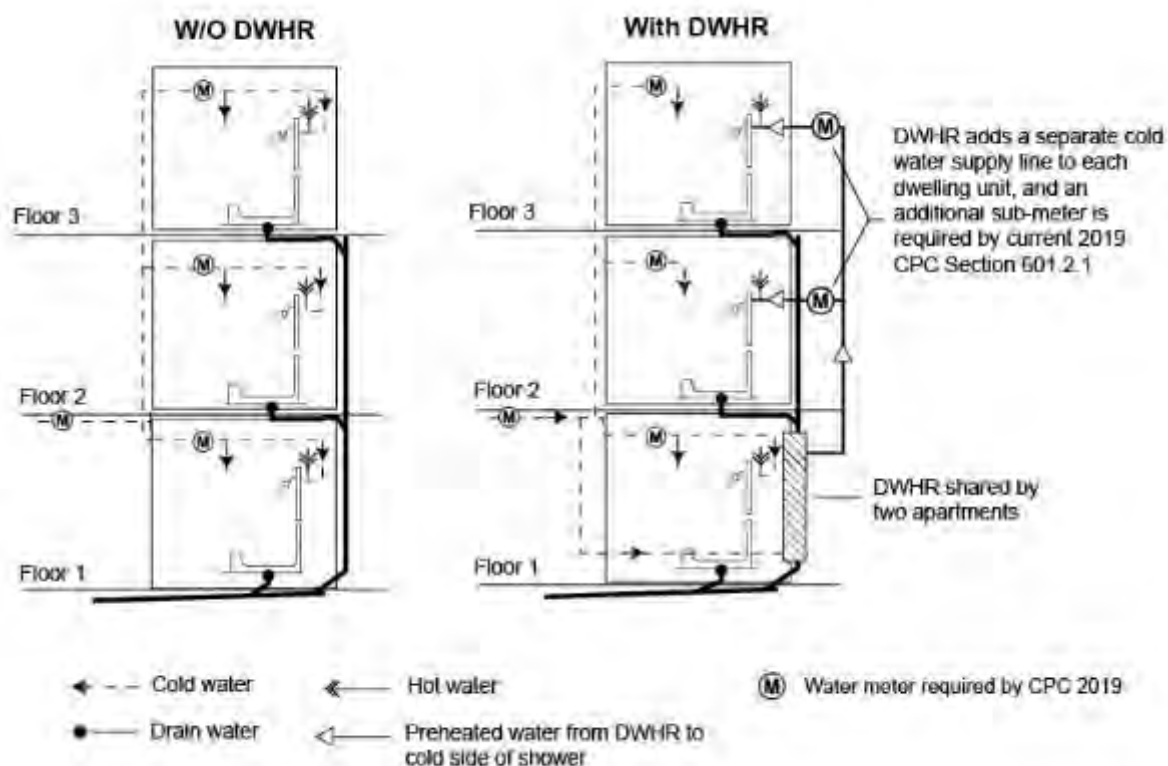 W/O DWHR
With DWHR
M
M
M
DWHR adds a separate cold
water supply line to each
dwelling unit, and an
additional sub-meter is
required by current 2019
CPC Section 601.2.1
Floor 3
Floor 3
M
M
M
Floor 2
Floor 2
M
M
M
M
DWHR shared by
two apartments
Floor 1
Floor 1
Cold water
Hot water
M Water meter required by CPC 2019
Drain water
Preheated water from DWHR to
cold side of shower